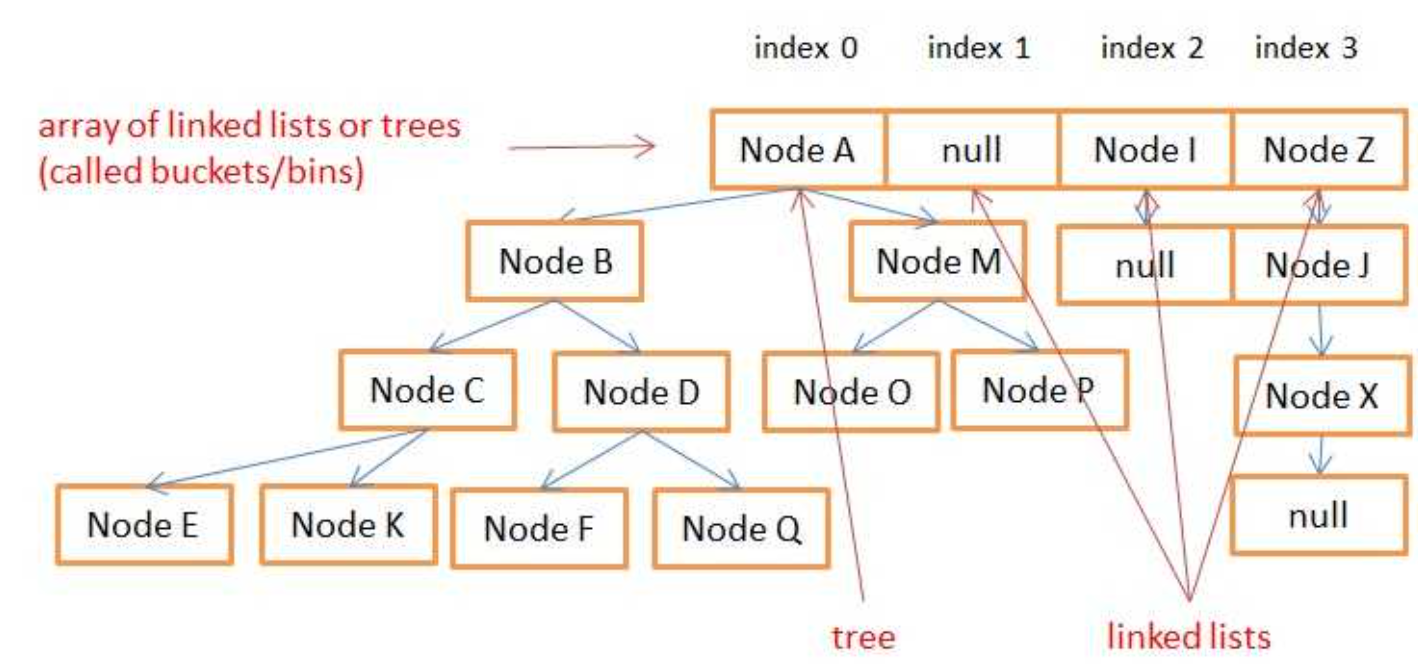 index 0 index 1 index 2 index 3
array of linked lists or trees
(called buckets/bins)
Node A null Node I Node Z
Node B Node M null Node J
Node C Node D Node O Node P Node X
Node E Node K Node F Node Q null
tree linked lists